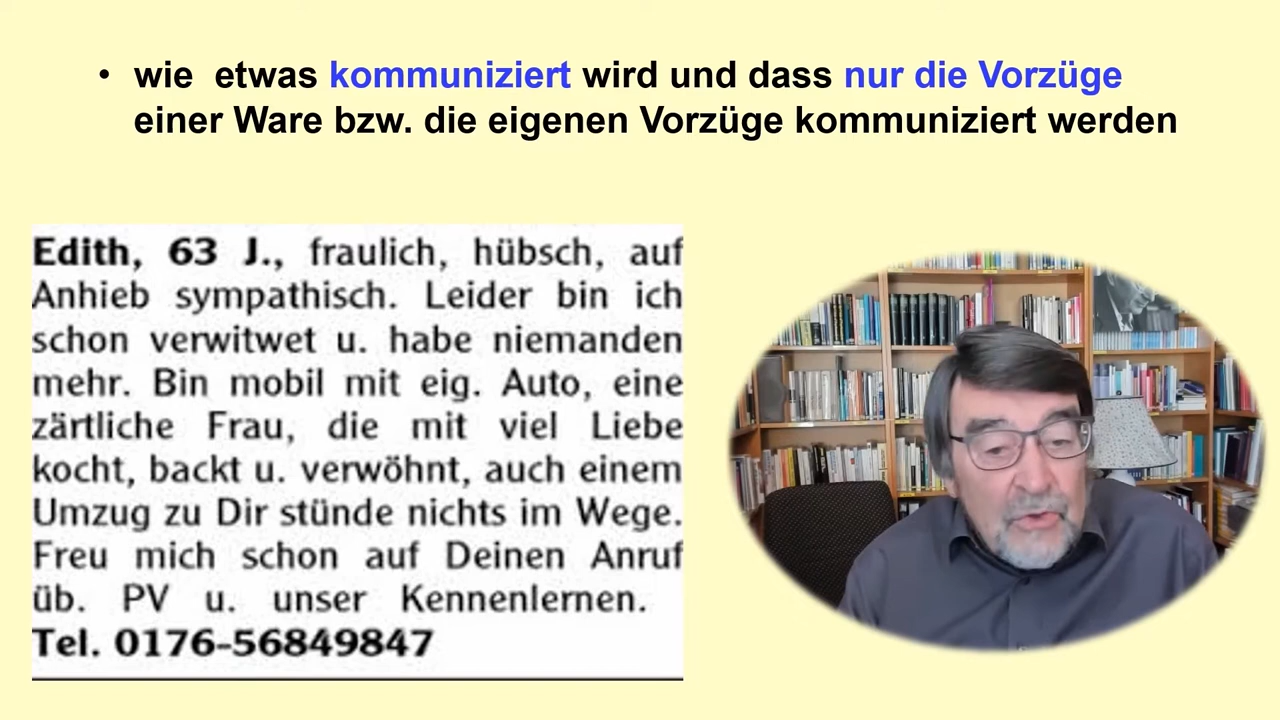 • wie etwas kommuniziert wird und dass nur die Vorzüge
einer Ware bzw. die eigenen Vorzüge kommuniziert werden
Edith, 63 J., fraulich, hübsch, auf
Anhieb sympathisch. Leider bin ich
schon verwitwet u. habe niemanden
mehr. Bin mobil mit eig. Auto, eine
zärtliche Frau, die mit viel Liebe
kocht, backt u. verwöhnt, auch einem
Umzug zu Dir stünde nichts im Wege.
Freu mich schon auf Deinen Anruf
üb. PV u. unser Kennenlernen.
Tel. 0176-56849847